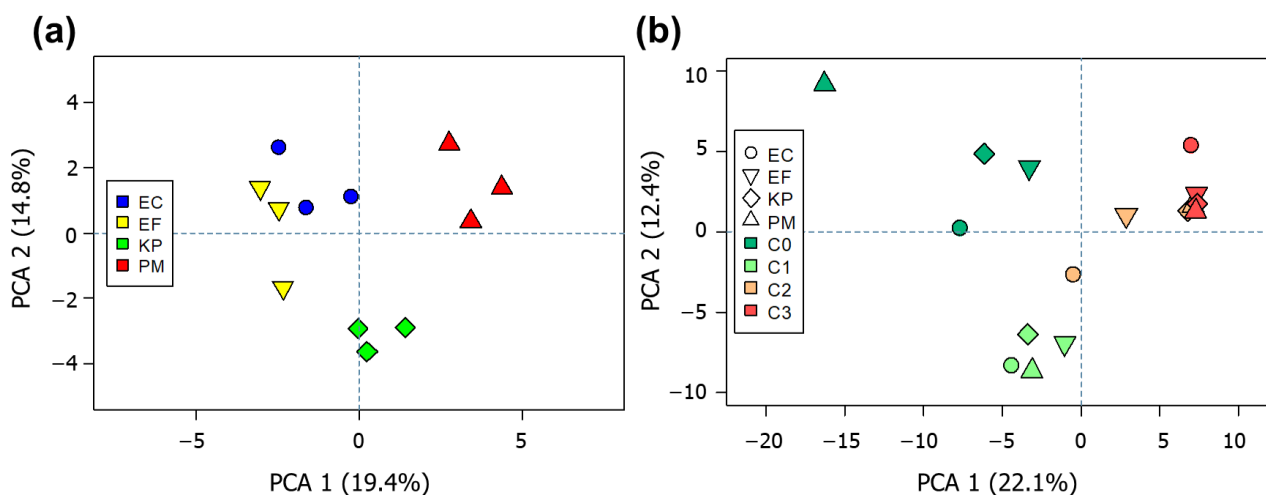 (a)
4
2
0
−2
−4
PCA 2 (14.8%)
EC
EF
KP
PM
−5
0
5
PCA 1 (19.4%)
(b)
10
5
0
−5
−10
PCA 2 (12.4%)
EC
EF
KP
PM
C0
C1
C2
C3
−20
−15
−10
−5
0
5
10
PCA 1 (22.1%)